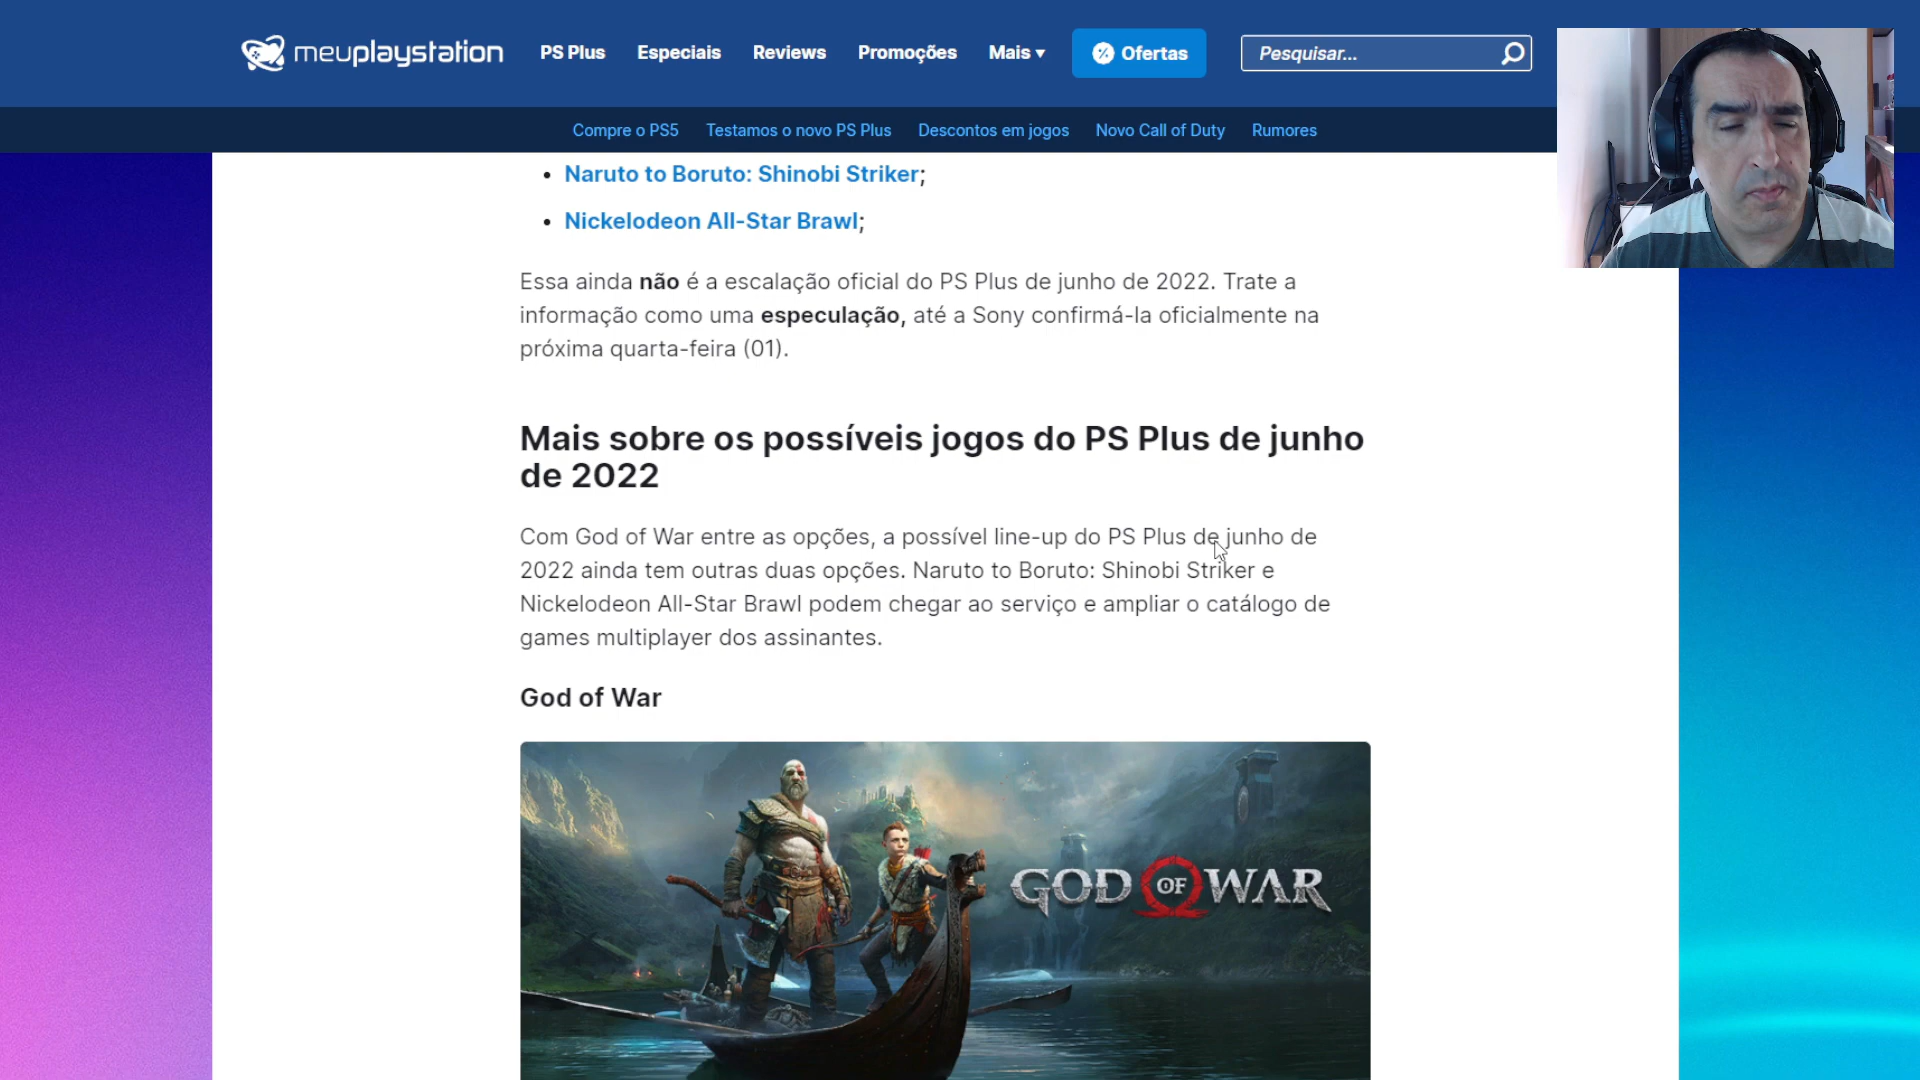 meuplaystation PS Plus Especiais Reviews Promoções Mais ▾ Ofertas Pesquisar...
Compre o PS5 Testamos o novo PS Plus Descontos em jogos Novo Call of Duty Rumores
• Naruto to Boruto: Shinobi Striker;
• Nickelodeon All-Star Brawl;
Essa ainda não é a escalação oficial do PS Plus de junho de 2022. Trate a
informação como uma especulação, até a Sony confirmá-la oficialmente na
próxima quarta-feira (01).
Mais sobre os possíveis jogos do PS Plus de junho
de 2022
Com God of War entre as opções, a possível line-up do PS Plus de junho de
2022 ainda tem outras duas opções. Naruto to Boruto: Shinobi Striker e
Nickelodeon All-Star Brawl podem chegar ao serviço e ampliar o catálogo de
games multiplayer dos assinantes.
God of War
GOD OF WAR